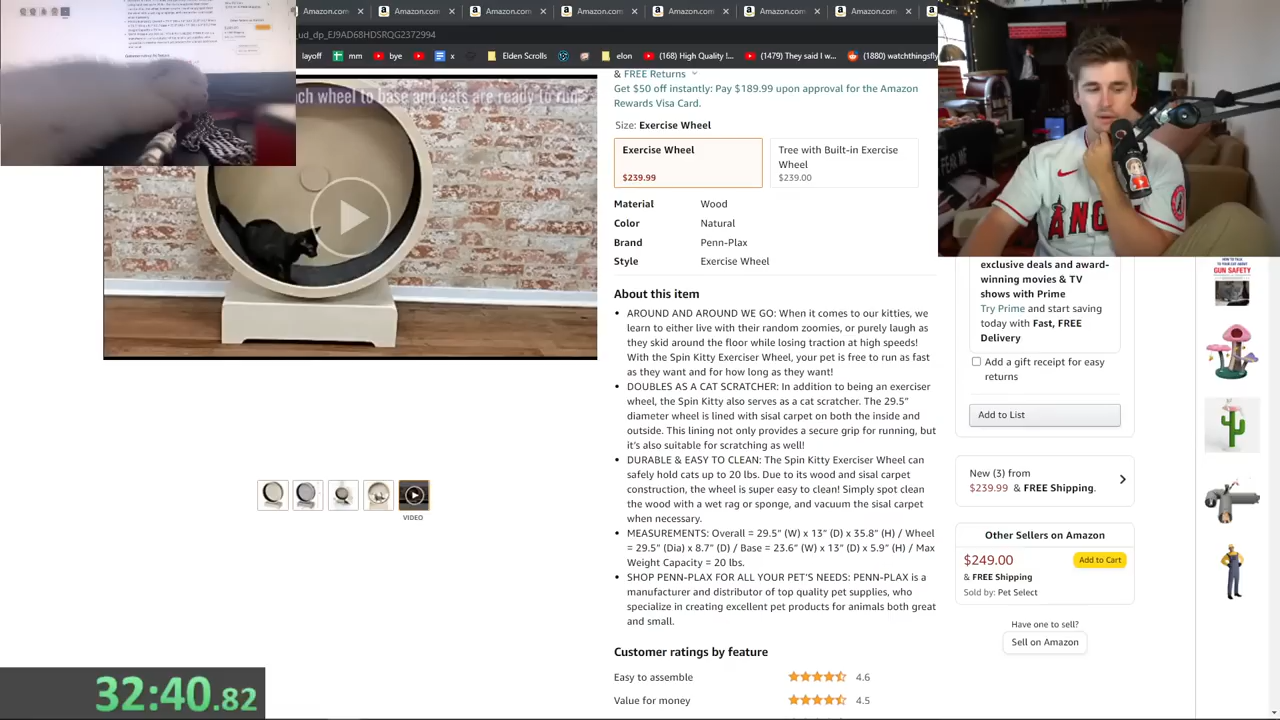 Amazon.com
Amazon.com
Amazon.com
Amazon.com
_ud_dp_EJ9AD68HDSRQG2372994
layoff
mm
bye
x
Elden Scrolls
elon
(168) High Quality I...
(1479) They said I w...
(1880) watchthingsfly
ch wheel to base and cats are ready to run
& FREE Returns
Get $50 off instantly: Pay $189.99 upon approval for the Amazon
Rewards Visa Card.
Size: Exercise Wheel
Exercise Wheel
$239.99
Tree with Built-in Exercise
Wheel
$239.00
Material Wood
Color Natural
Brand Penn-Plax
Style Exercise Wheel
About this item
• AROUND AND AROUND WE GO: When it comes to our kitties, we
learn to either live with their random zoomies, or purely laugh as
they skid around the floor while losing traction at high speeds!
With the Spin Kitty Exerciser Wheel, your pet is free to run as fast
as they want and for how long as they want!
• DOUBLES AS A CAT SCRATCHER: In addition to being an exerciser
wheel, the Spin Kitty also serves as a cat scratcher. The 29.5"
diameter wheel is lined with sisal carpet on both the inside and
outside. This lining not only provides a secure grip for running, but
it's also suitable for scratching as well!
• DURABLE & EASY TO CLEAN: The Spin Kitty Exerciser Wheel can
safely hold cats up to 20 lbs. Due to its wood and sisal carpet
construction, the wheel is super easy to clean! Simply spot clean
the wood with a wet rag or sponge, and vacuum the sisal carpet
when necessary.
• MEASUREMENTS: Overall = 29.5" (W) x 13" (D) x 35.8" (H) / Wheel
= 29.5" (Dia) x 8.7" (D) / Base = 23.6" (W) x 13" (D) x 5.9" (H) / Max
Weight Capacity = 20 lbs.
• SHOP PENN-PLAX FOR ALL YOUR PET'S NEEDS: PENN-PLAX is a
manufacturer and distributor of top quality pet supplies, who
specialize in creating excellent pet products for animals both great
and small.
Customer ratings by feature
Easy to assemble 4.6
Value for money 4.5
VIDEO
ANG
exclusive deals and award-
winning movies & TV
shows with Prime
Try Prime and start saving
today with Fast, FREE
Delivery
Add a gift receipt for easy
returns
Add to List
New (3) from
$239.99 & FREE Shipping.
Other Sellers on Amazon
$249.00
Add to Cart
& FREE Shipping
Sold by: Pet Select
Have one to sell?
Sell on Amazon
GUN SAFETY
32:40.82